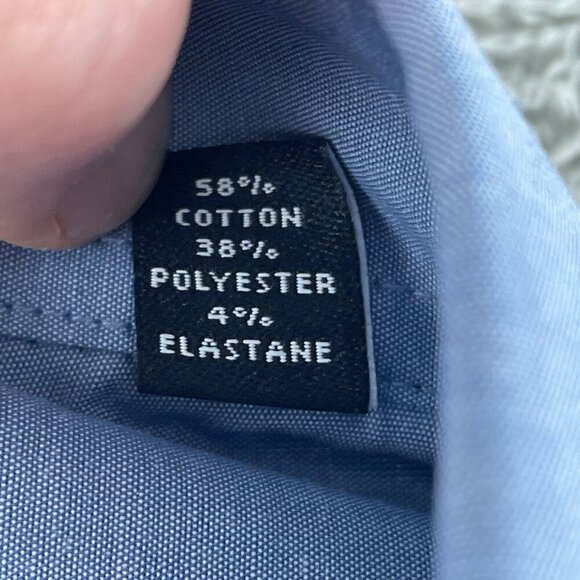 58%
COTTON
38%
POLYESTER
4%
ELASTANE